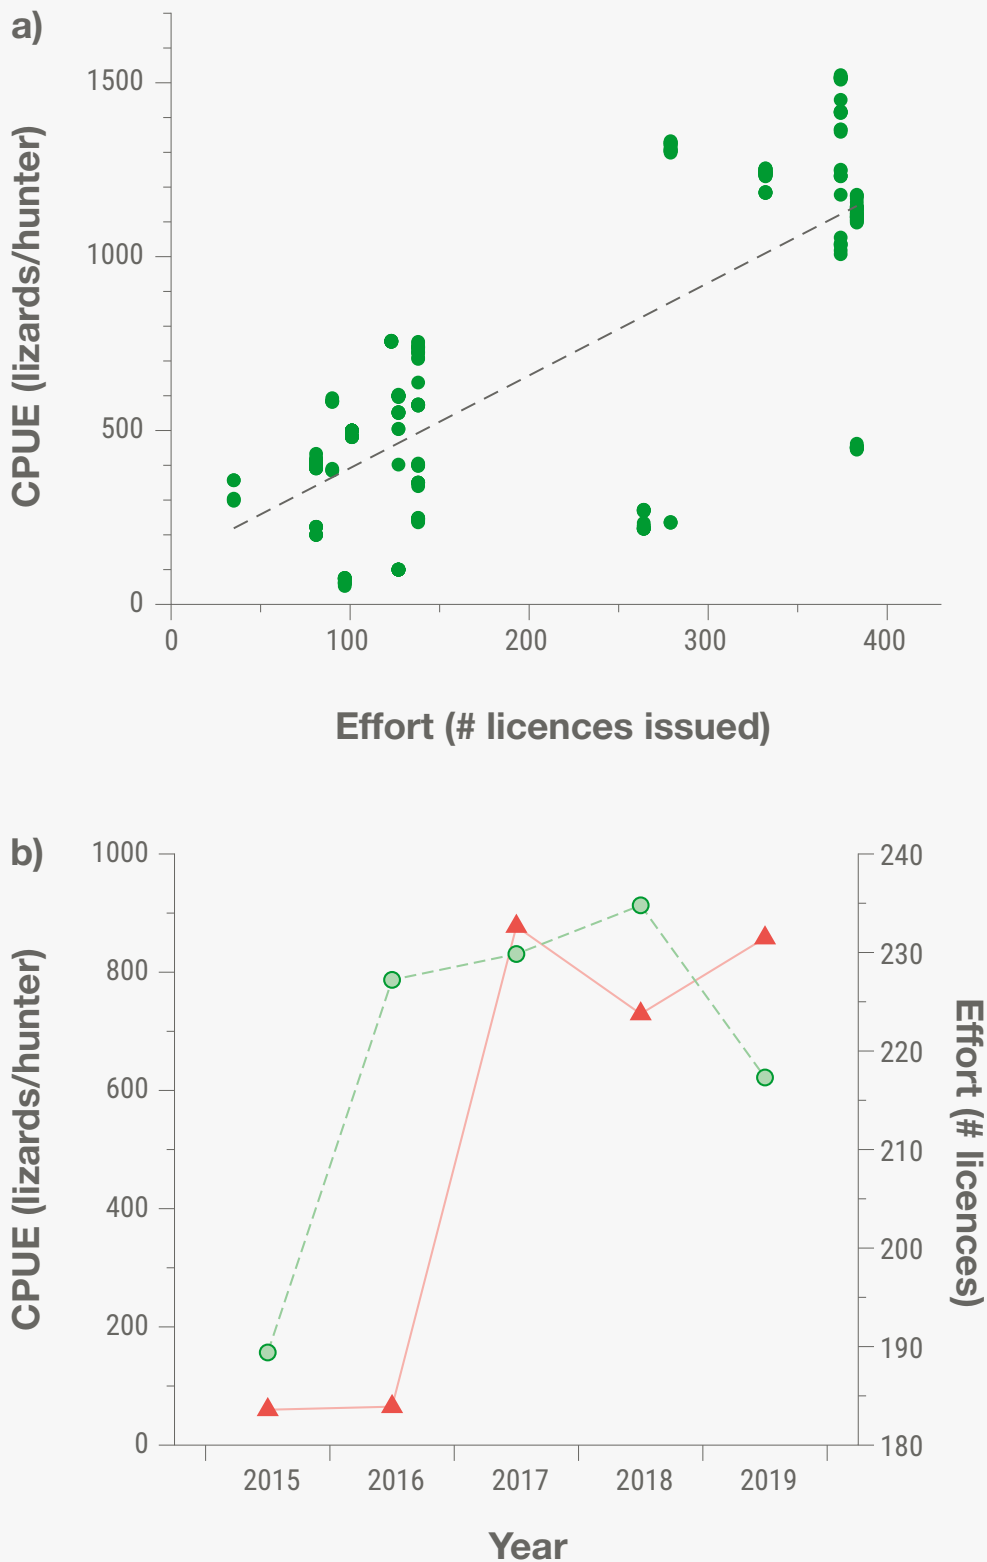 a)
CPUE (lizards/hunter)
1500
1000
500
0
0 100 200 300 400
Effort (# licences issued)
b)
CPUE (lizards/hunter)
1000
800
600
400
200
0
240
230
220
210
200
190
180
Effort (# licences)
2015 2016 2017 2018 2019
Year